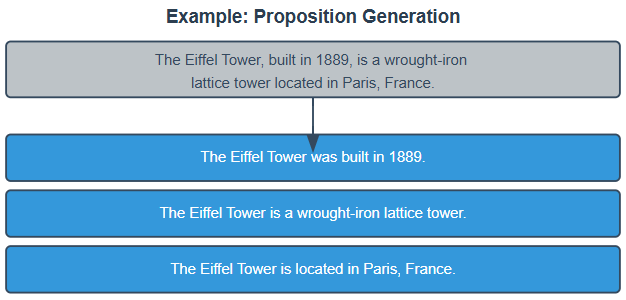 Example: Proposition Generation
The Eiffel Tower, built in 1889, is a wrought-iron
lattice tower located in Paris, France.
The Eiffel Tower was built in 1889.
The Eiffel Tower is a wrought-iron lattice tower.
The Eiffel Tower is located in Paris, France.